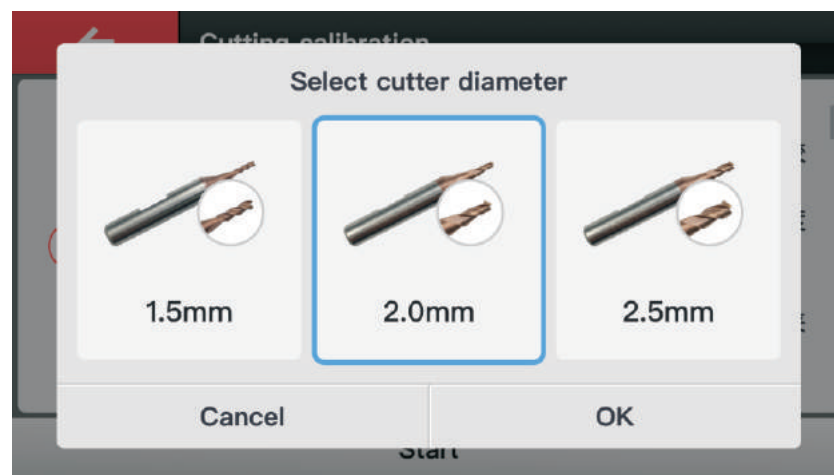 Cutting calibration
Select cutter diameter
1.5mm
2.0mm
2.5mm
Cancel
OK
Start